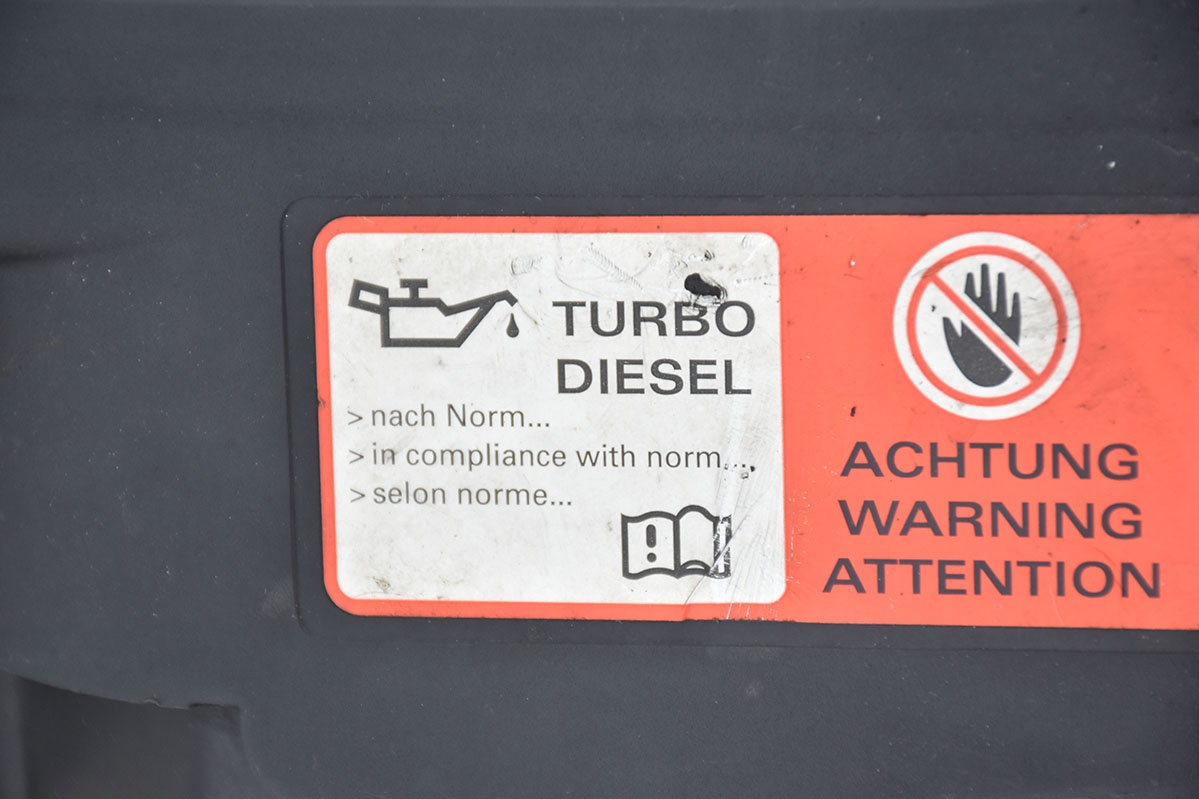 TURBO
DIESEL
> nach Norm...
> in compliance with norm....
> selon norme...
ACHTUNG
WARNING
ATTENTION